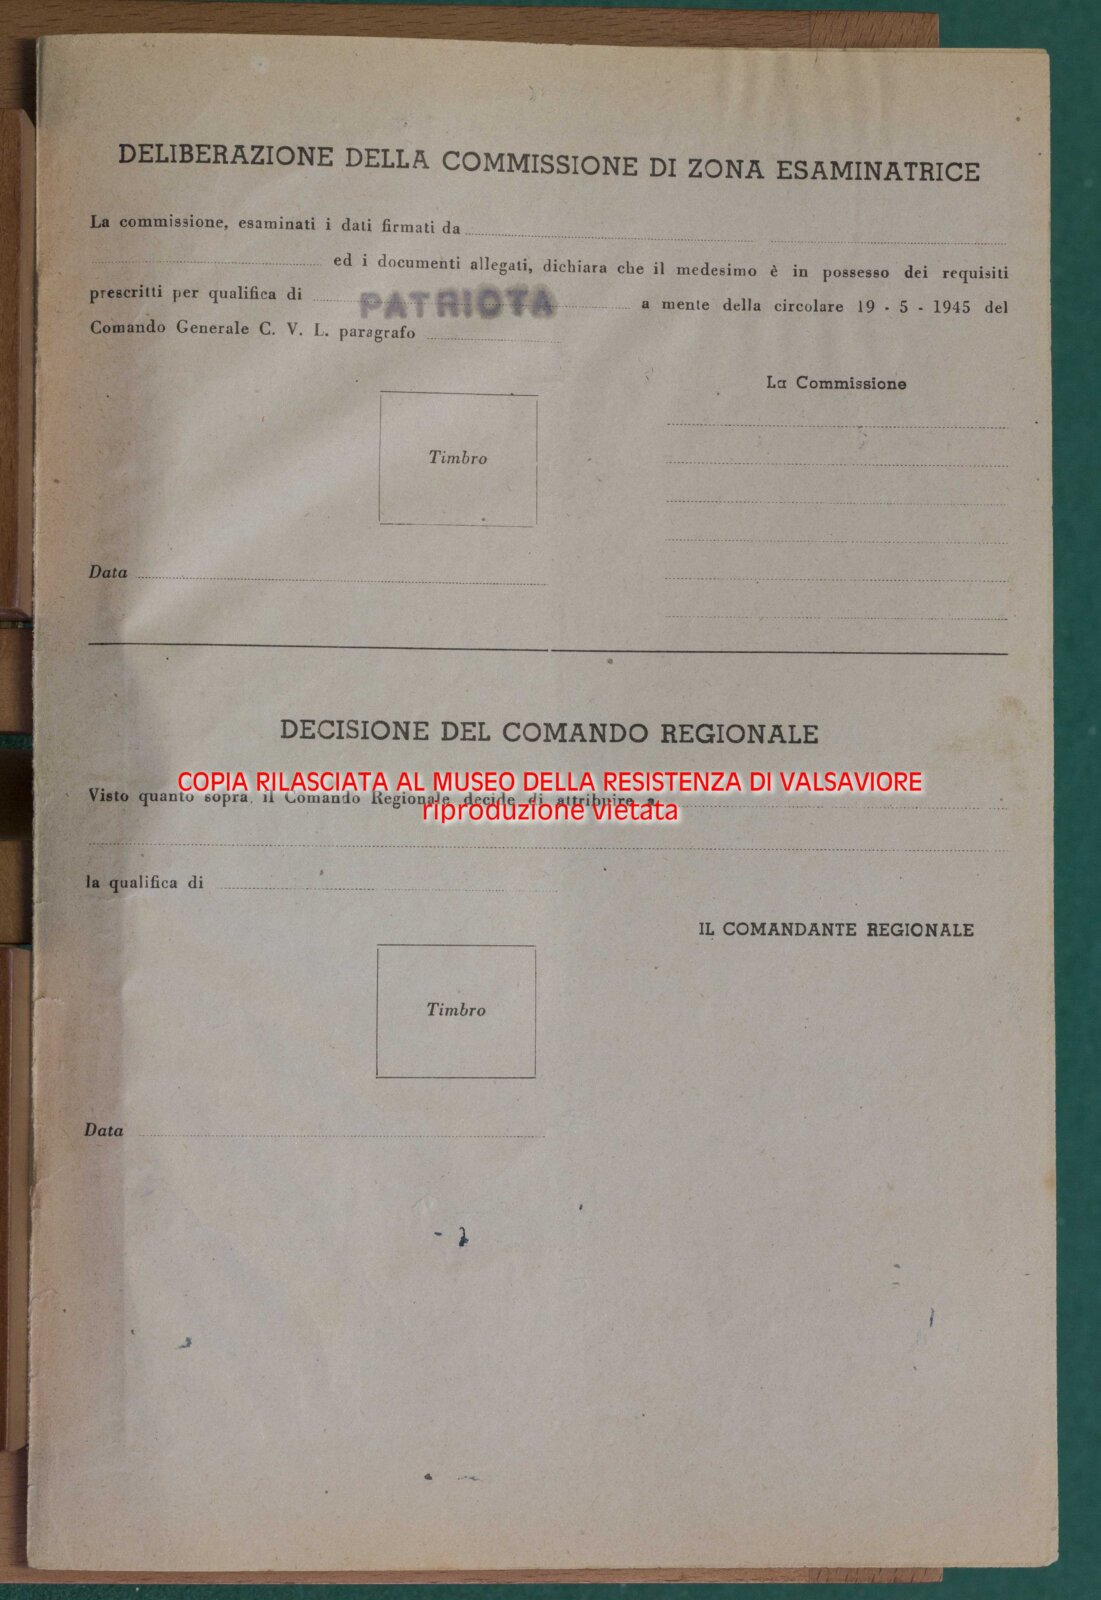 DELIBERAZIONE DELLA COMMISSIONE DI ZONA ESAMINATRICE
La commissione, esaminati i dati firmati da
ed i documenti allegati, dichiara che il medesimo è in possesso dei requisiti
prescritti per qualifica di PATRIOTA a mente della circolare 19 - 5 - 1945 del
Comando Generale C. V. L. paragrafo
La Commissione
Timbro
Data
DECISIONE DEL COMANDO REGIONALE
COPIA RILASCIATA AL MUSEO DELLA RESISTENZA DI VALSAVIORE
Visto quanto sopra, il Comando Regionale decide di attribuire a
riproduzione vietata
la qualifica di
IL COMANDANTE REGIONALE
Timbro
Data